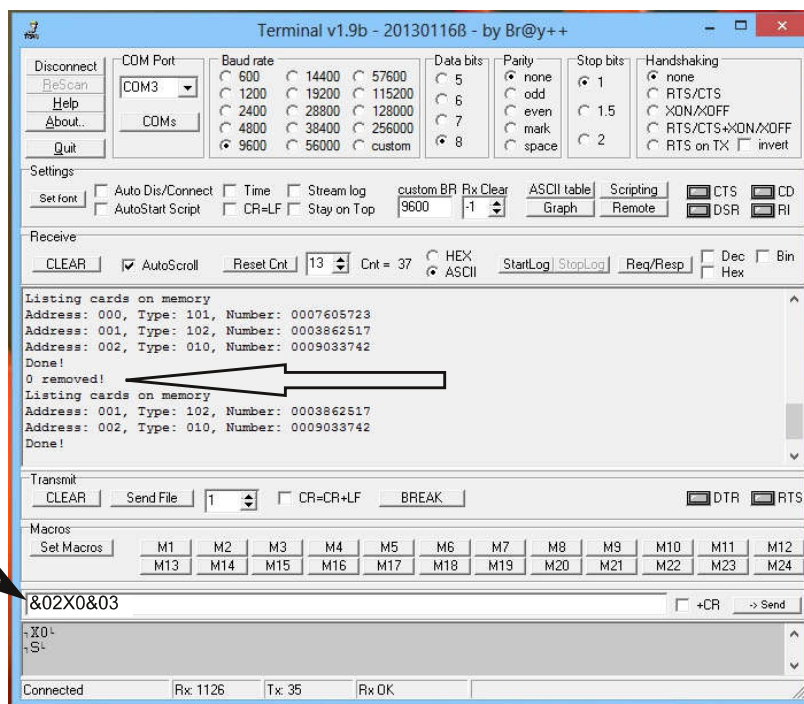 Terminal v1.9b - 20130116ß - by Br@y++
Disconnect
ReScan
Help
About..
Quit
COM Port
COM3
COMs
Baud rate
600 14400 57600
1200 19200 115200
2400 28800 128000
4800 38400 256000
9600 56000 custom
Data bits
5
6
7
8
Parity
none
odd
even
mark
space
Stop bits
1
1.5
2
Handshaking
none
RTS/CTS
XON/XOFF
RTS/CTS+XON/XOFF
RTS on TX invert
Settings
Set font
Auto Dis/Connect Time Stream log
AutoStart Script CR=LF Stay on Top
custom BR Rx Clear
9600 -1
ASCII table Scripting
Graph Remote
CTS CD
DSR RI
Receive
CLEAR AutoScroll Reset Cnt 13 Cnt = 37
HEX
ASCII
StartLog StopLog Req/Resp
Dec Bin
Hex
Listing cards on memory
Address: 000, Type: 101, Number: 0007605723
Address: 001, Type: 102, Number: 0003862517
Address: 002, Type: 010, Number: 0009033742
Done!
0 removed!
Listing cards on memory
Address: 001, Type: 102, Number: 0003862517
Address: 002, Type: 010, Number: 0009033742
Done!
Transmit
CLEAR Send File 1 CR=CR+LF BREAK DTR RTS
Macros
Set Macros M1 M2 M3 M4 M5 M6 M7 M8 M9 M10 M11 M12
M13 M14 M15 M16 M17 M18 M19 M20 M21 M22 M23 M24
&02X0&03 +CR -> Send
┐X0└
┐S└
Connected Rx: 1126 Tx: 35 Rx OK